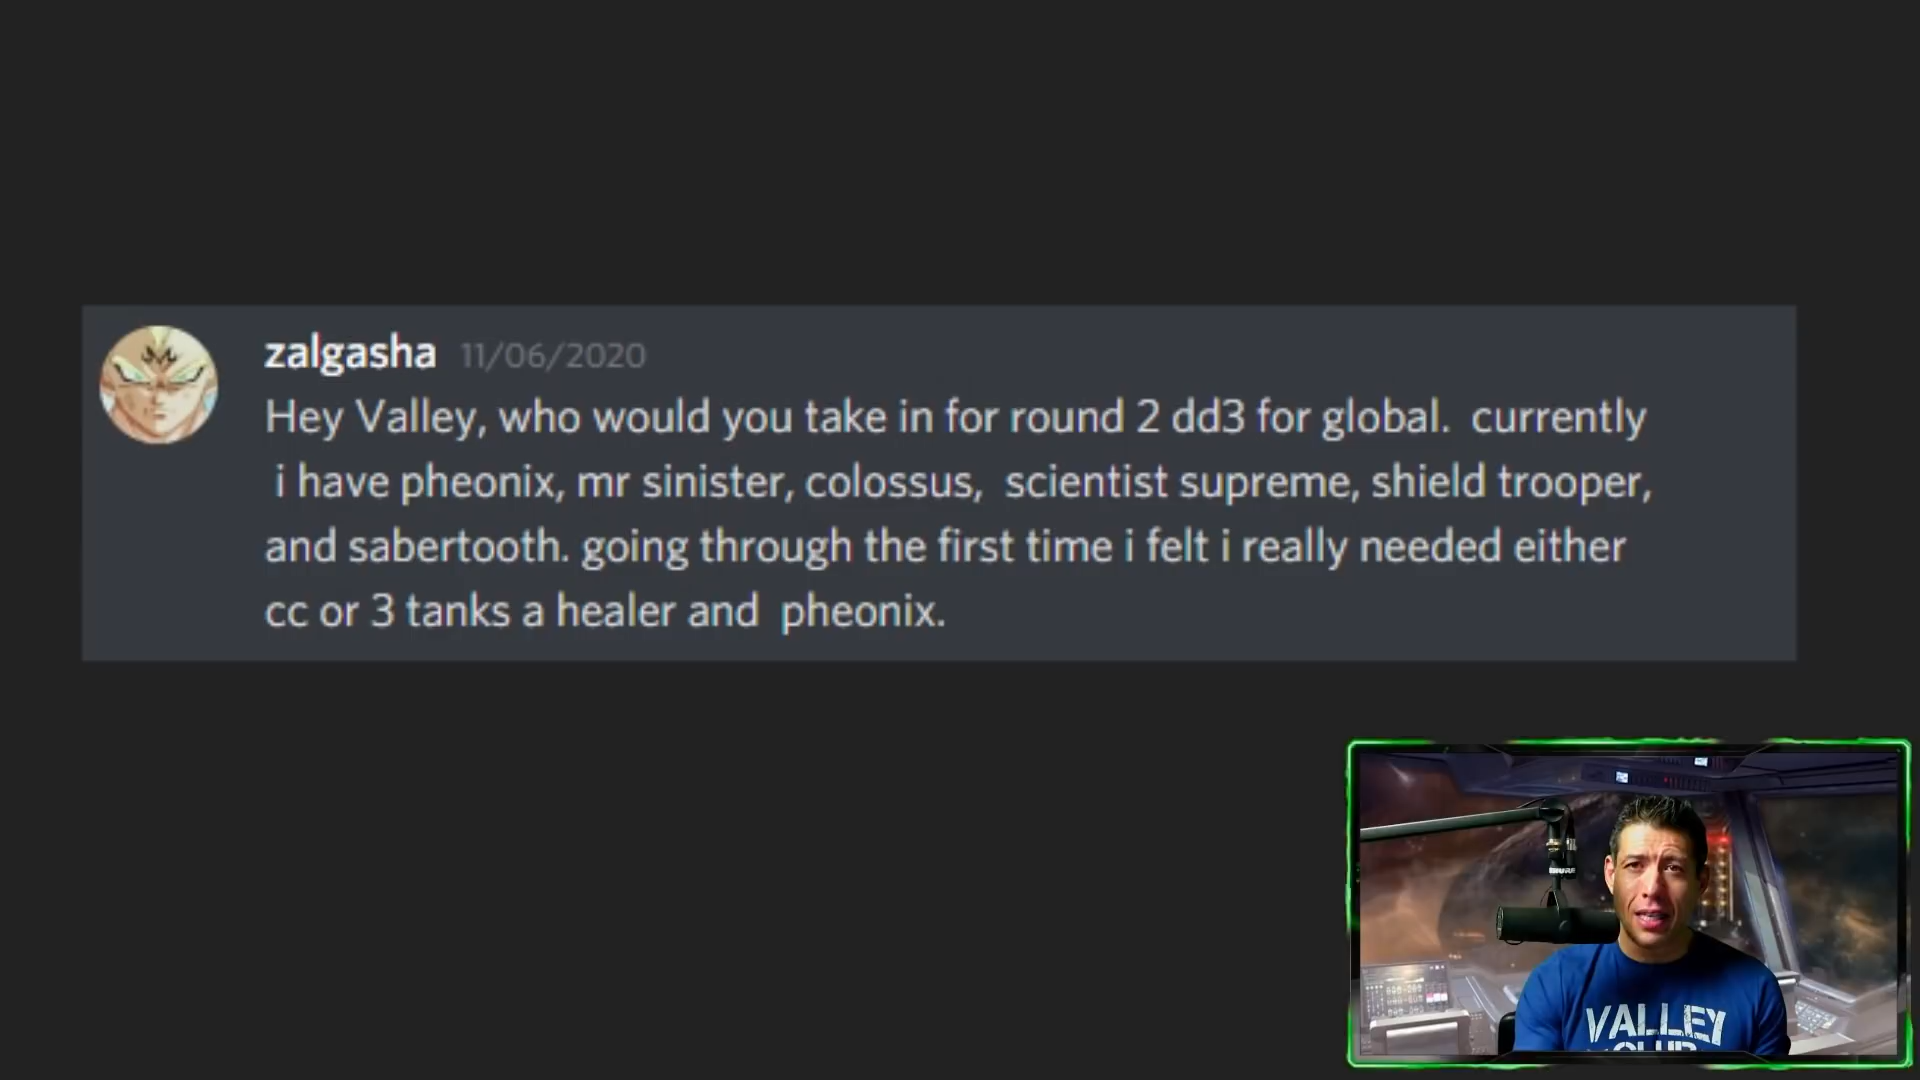 zalgasha 11/06/2020
Hey Valley, who would you take in for round 2 dd3 for global. currently
i have pheonix, mr sinister, colossus, scientist supreme, shield trooper,
and sabertooth. going through the first time i felt i really needed either
cc or 3 tanks a healer and pheonix.
VALLEY
CLUB